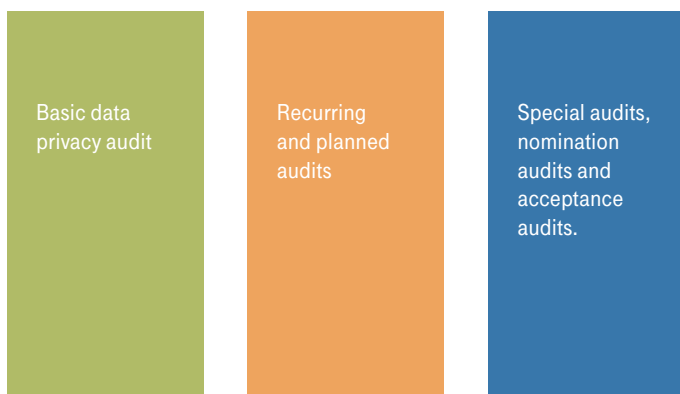 Basic data
privacy audit
Recurring
and planned
audits
Special audits,
nomination
audits and
acceptance
audits.